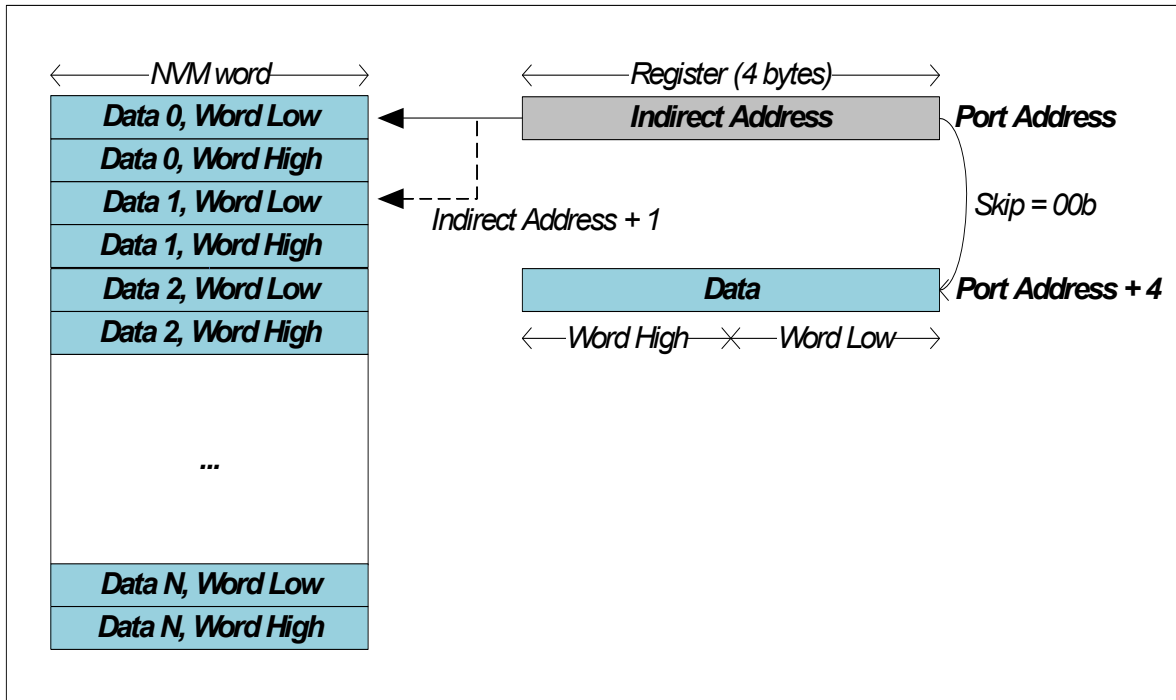 NVM word
Data 0, Word Low
Data 0, Word High
Data 1, Word Low
Data 1, Word High
Data 2, Word Low
Data 2, Word High
...
Data N, Word Low
Data N, Word High
Register (4 bytes)
Indirect Address
Port Address
Indirect Address + 1
Skip = 00b
Data
Port Address + 4
Word High
Word Low